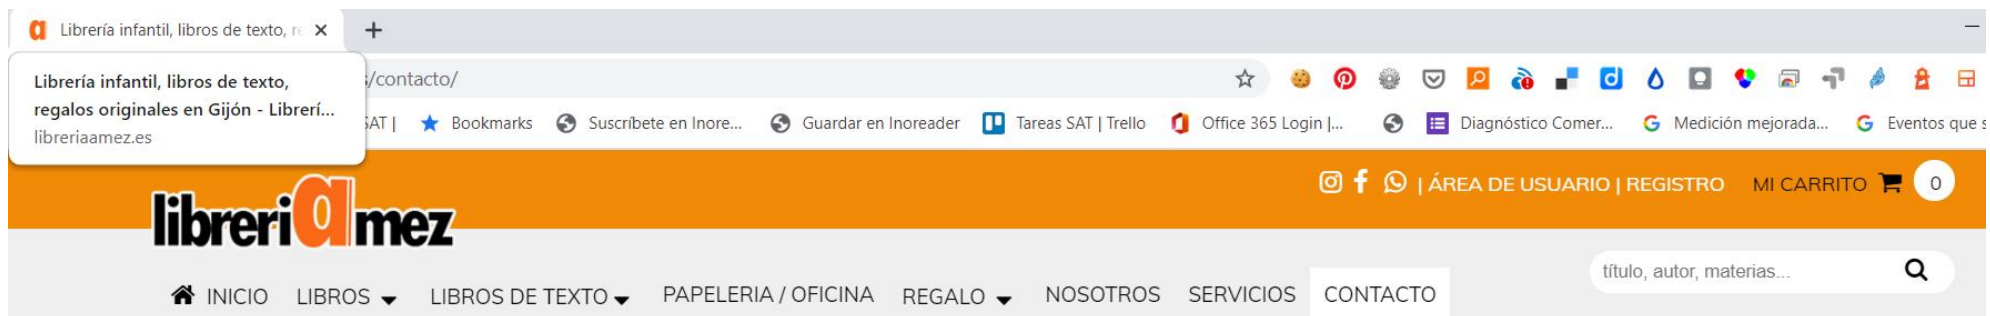 Librería infantil, libros de texto, re
Librería infantil, libros de texto,
regalos originales en Gijón - Librerí...
libreriaamez.es
/contacto/
SAT |
Bookmarks
Suscríbete en Inore...
Guardar en Inoreader
Tareas SAT | Trello
Office 365 Login |...
Diagnóstico Comer...
Medición mejorada...
Eventos que s
| ÁREA DE USUARIO | REGISTRO
MI CARRITO
0
libreriamez
título, autor, materias...
INICIO
LIBROS
LIBROS DE TEXTO
PAPELERIA / OFICINA
REGALO
NOSOTROS
SERVICIOS
CONTACTO